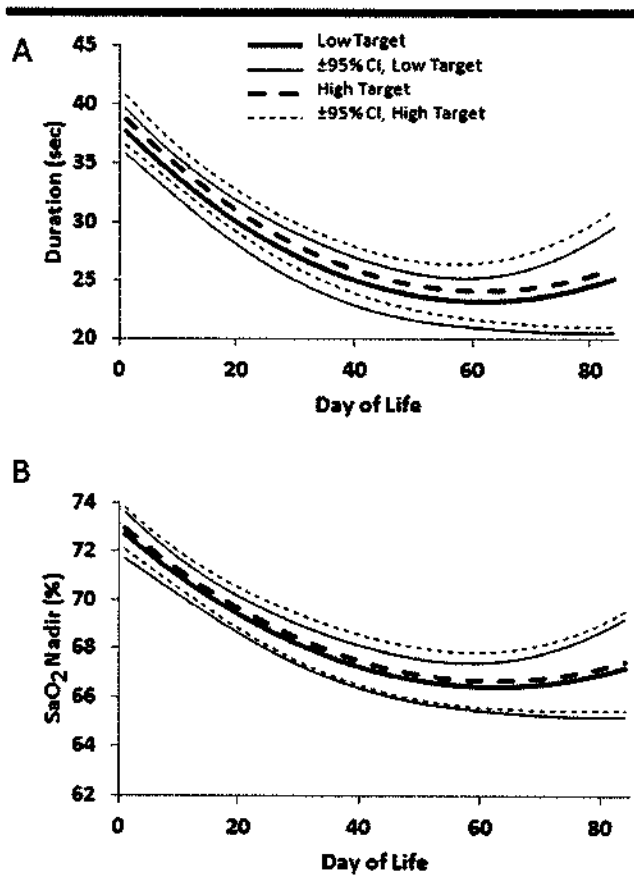 A
45
40
35
30
25
20
Duration (sec)
Low Target
±95% CI, Low Target
High Target
±95% CI, High Target
0 20 40 60 80
Day of Life
B
74
72
70
68
66
64
62
SaO2 Nadir (%)
0 20 40 60 80
Day of Life